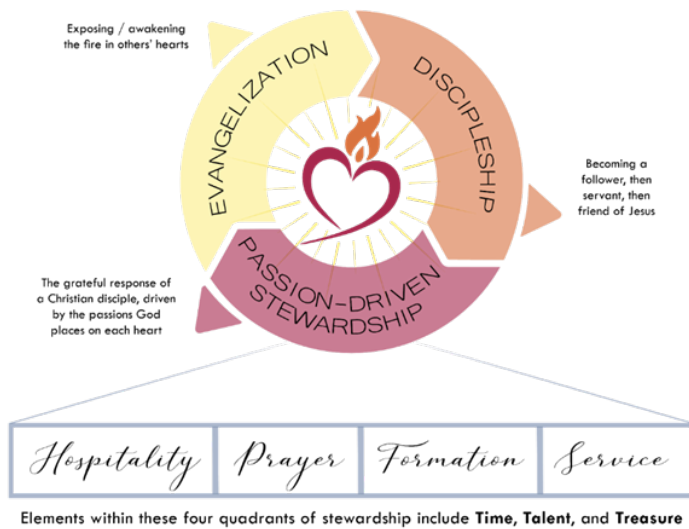 Exposing / awakening
the fire in others' hearts
EVANGELIZATION
DISCIPLESHIP
Becoming a
follower, then
servant, then
friend of Jesus
PASSION-DRIVEN
STEWARDSHIP
The grateful response of
a Christian disciple, driven
by the passions God
places on each heart
Hospitality Prayer Formation Service
Elements within these four quadrants of stewardship include Time, Talent, and Treasure